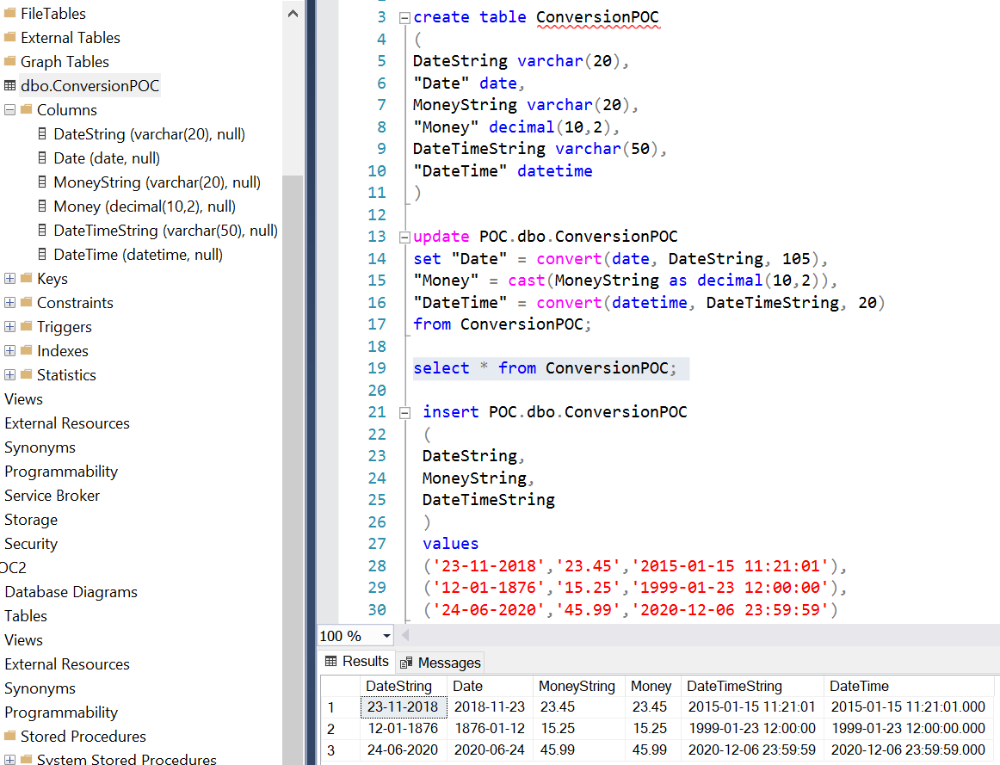 FileTables
External Tables
Graph Tables
dbo.ConversionPOC
Columns
DateString (varchar(20), null)
Date (date, null)
MoneyString (varchar(20), null)
Money (decimal(10,2), null)
DateTimeString (varchar(50), null)
DateTime (datetime, null)
Keys
Constraints
Triggers
Indexes
Statistics
Views
External Resources
Synonyms
Programmability
Service Broker
Storage
Security
OC2
Database Diagrams
Tables
Views
External Resources
Synonyms
Programmability
Stored Procedures
System Stored Procedures
3 create table ConversionPOC
4 (
5 DateString varchar(20),
6 "Date" date,
7 MoneyString varchar(20),
8 "Money" decimal(10,2),
9 DateTimeString varchar(50),
10 "DateTime" datetime
11 )
12
13 update POC.dbo.ConversionPOC
14 set "Date" = convert(date, DateString, 105),
15 "Money" = cast(MoneyString as decimal(10,2)),
16 "DateTime" = convert(datetime, DateTimeString, 20)
17 from ConversionPOC;
18
19 select * from ConversionPOC;
20
21 insert POC.dbo.ConversionPOC
22 (
23 DateString,
24 MoneyString,
25 DateTimeString
26 )
27 values
28 ('23-11-2018','23.45','2015-01-15 11:21:01'),
29 ('12-01-1876','15.25','1999-01-23 12:00:00'),
30 ('24-06-2020','45.99','2020-12-06 23:59:59')
100 %
Results Messages
DateString Date MoneyString Money DateTimeString DateTime
1 23-11-2018 2018-11-23 23.45 23.45 2015-01-15 11:21:01 2015-01-15 11:21:01.000
2 12-01-1876 1876-01-12 15.25 15.25 1999-01-23 12:00:00 1999-01-23 12:00:00.000
3 24-06-2020 2020-06-24 45.99 45.99 2020-12-06 23:59:59 2020-12-06 23:59:59.000